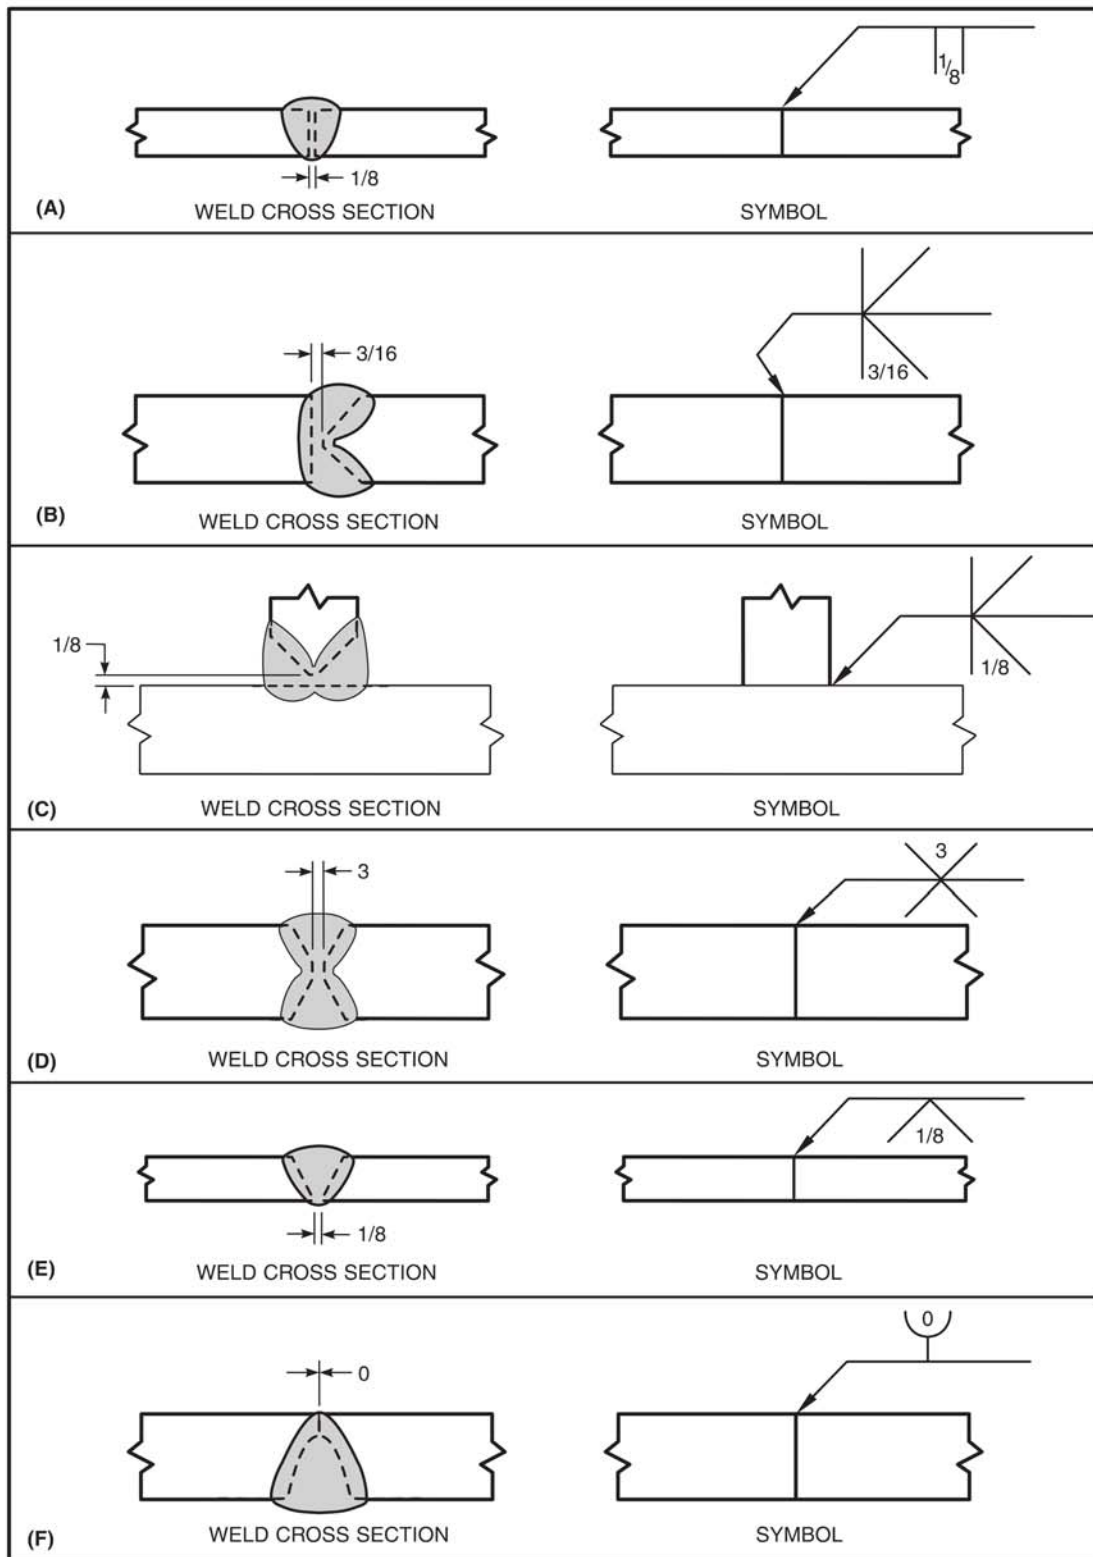 1/8
1/8
(A)
WELD CROSS SECTION
SYMBOL
3/16
3/16
(B)
WELD CROSS SECTION
SYMBOL
1/8
1/8
(C)
WELD CROSS SECTION
SYMBOL
3
3
(D)
WELD CROSS SECTION
SYMBOL
1/8
1/8
(E)
WELD CROSS SECTION
SYMBOL
0
0
(F)
WELD CROSS SECTION
SYMBOL